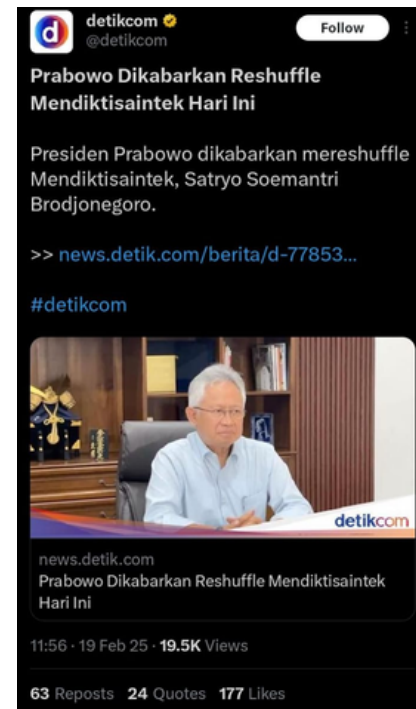 detikcom
@detikcom
Follow
Prabowo Dikabarkan Reshuffle
Mendiktisaintek Hari Ini
Presiden Prabowo dikabarkan mereshuffle
Mendiktisaintek, Satryo Soemantri
Brodjonegoro.
>> news.detik.com/berita/d-77853...
#detikcom
detikcom
news.detik.com
Prabowo Dikabarkan Reshuffle Mendiktisaintek
Hari Ini
11:56 · 19 Feb 25 · 19.5K Views
63 Reposts 24 Quotes 177 Likes